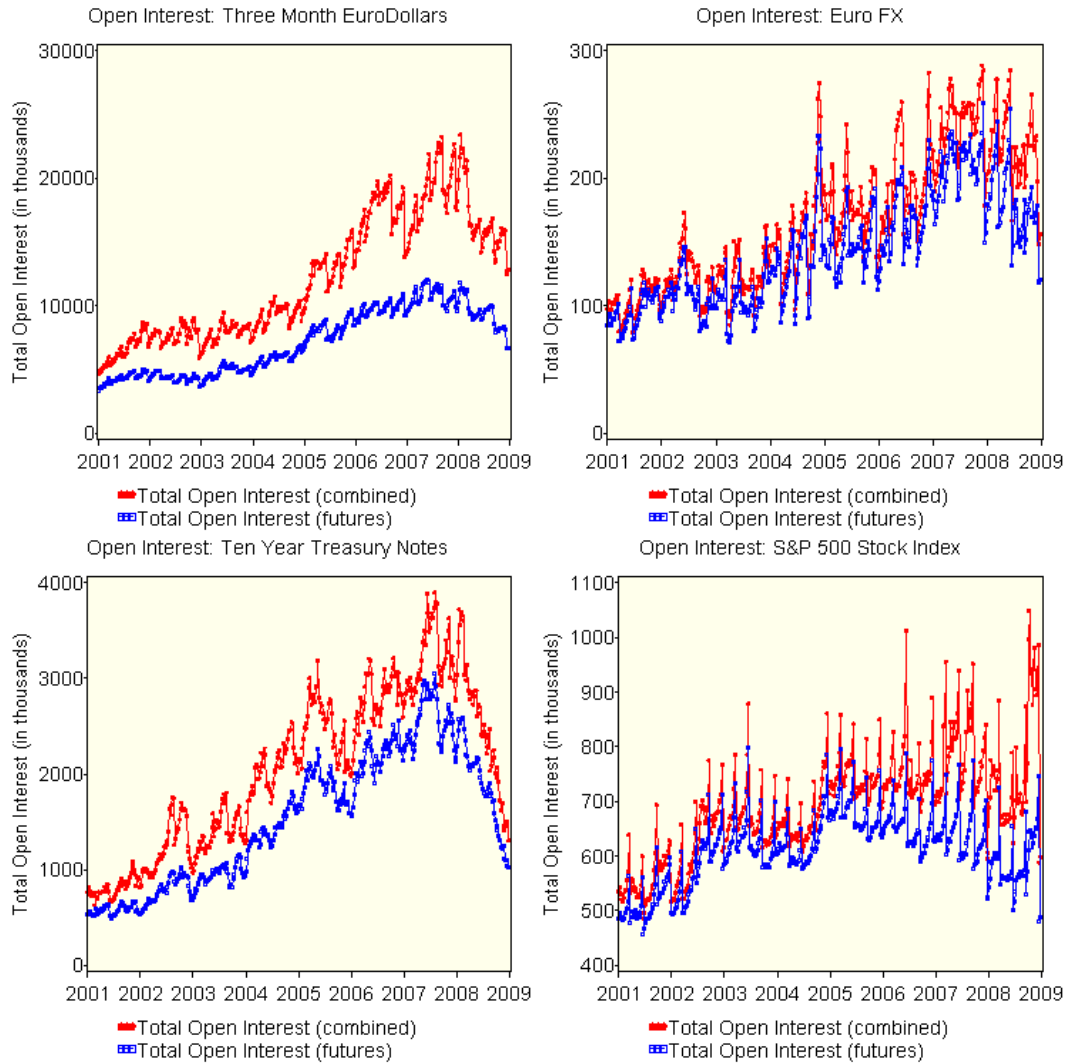 Open Interest: Three Month EuroDollars
Total Open Interest (in thousands)
30000
20000
10000
0
2001 2002 2003 2004 2005 2006 2007 2008 2009
Total Open Interest (combined)
Total Open Interest (futures)
Open Interest: Euro FX
Total Open Interest (in thousands)
300
200
100
0
2001 2002 2003 2004 2005 2006 2007 2008 2009
Total Open Interest (combined)
Total Open Interest (futures)
Open Interest: Ten Year Treasury Notes
Total Open Interest (in thousands)
4000
3000
2000
1000
0
2001 2002 2003 2004 2005 2006 2007 2008 2009
Total Open Interest (combined)
Total Open Interest (futures)
Open Interest: S&P 500 Stock Index
Total Open Interest (in thousands)
1100
1000
900
800
700
600
500
400
2001 2002 2003 2004 2005 2006 2007 2008 2009
Total Open Interest (combined)
Total Open Interest (futures)